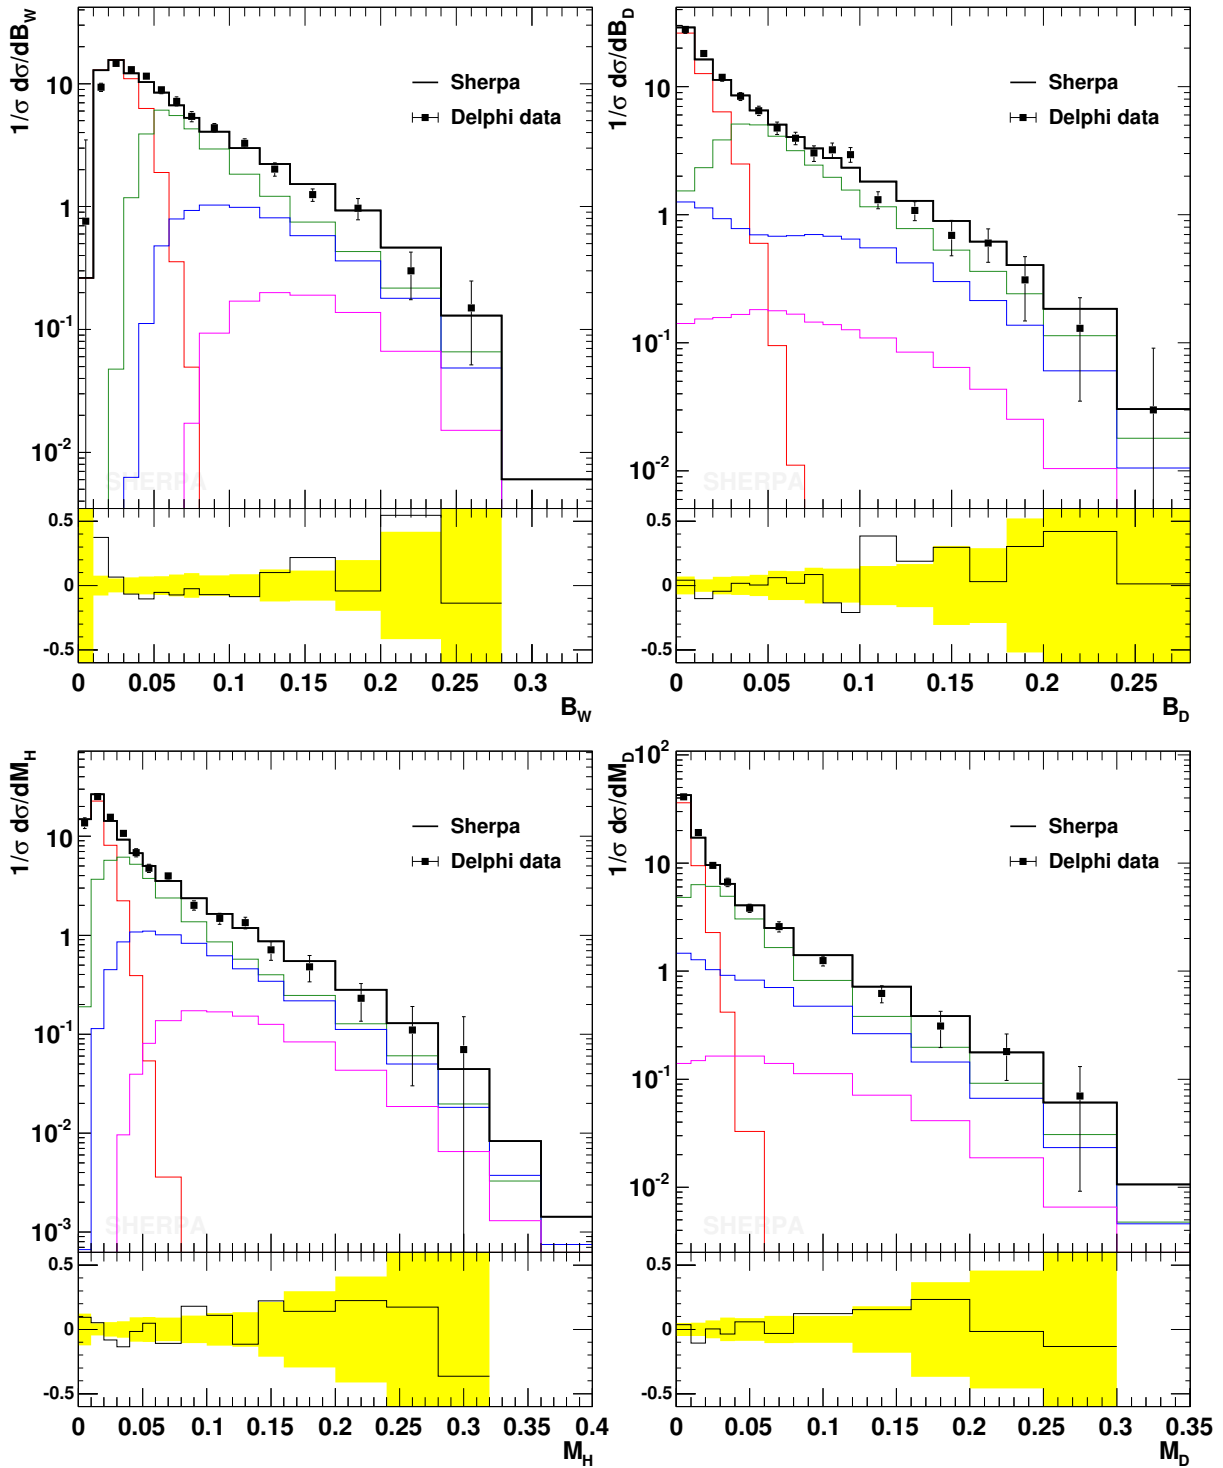 1/σ dσ/dB_W
Sherpa
Delphi data
10
1
10^-1
10^-2
SHERPA
0.5
0
-0.5
0 0.05 0.1 0.15 0.2 0.25 0.3
B_W
1/σ dσ/dB_D
Sherpa
Delphi data
10
1
10^-1
10^-2
SHERPA
0.5
0
-0.5
0 0.05 0.1 0.15 0.2 0.25
B_D
1/σ dσ/dM_H
Sherpa
Delphi data
10
1
10^-1
10^-2
10^-3
SHERPA
0.5
0
-0.5
0 0.05 0.1 0.15 0.2 0.25 0.3 0.35 0.4
M_H
1/σ dσ/dM_D
Sherpa
Delphi data
10^2
10
1
10^-1
10^-2
SHERPA
0.5
0
-0.5
0 0.05 0.1 0.15 0.2 0.25 0.3 0.35
M_D